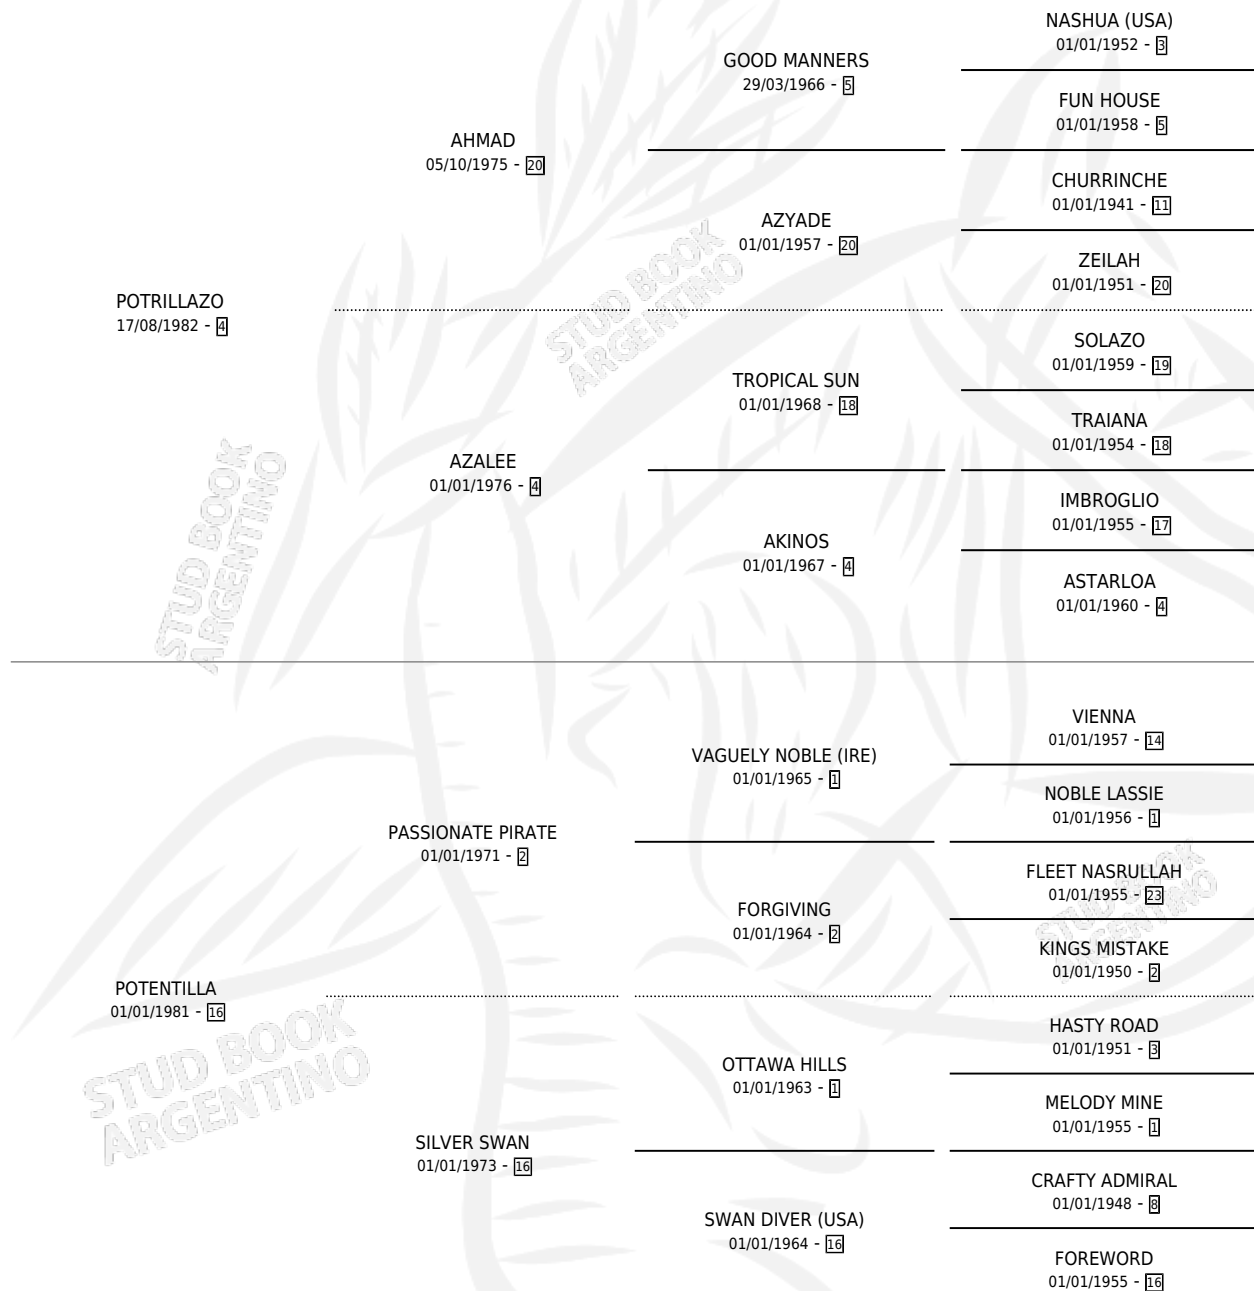 NASHUA (USA)
01/01/1952 - 3
GOOD MANNERS
29/03/1966 - 5
FUN HOUSE
01/01/1958 - 5
AHMAD
05/10/1975 - 20
CHURRINCHE
01/01/1941 - 11
AZYADE
01/01/1957 - 20
ZEILAH
01/01/1951 - 20
POTRILLAZO
17/08/1982 - 4
SOLAZO
01/01/1959 - 19
TROPICAL SUN
01/01/1968 - 18
TRAIANA
01/01/1954 - 18
AZALEE
01/01/1976 - 4
IMBROGLIO
01/01/1955 - 17
AKINOS
01/01/1967 - 4
ASTARLOA
01/01/1960 - 4
VIENNA
01/01/1957 - 14
VAGUELY NOBLE (IRE)
01/01/1965 - 1
NOBLE LASSIE
01/01/1956 - 1
PASSIONATE PIRATE
01/01/1971 - 2
FLEET NASRULLAH
01/01/1955 - 23
FORGIVING
01/01/1964 - 2
KINGS MISTAKE
01/01/1950 - 2
POTENTILLA
01/01/1981 - 16
HASTY ROAD
01/01/1951 - 3
OTTAWA HILLS
01/01/1963 - 1
MELODY MINE
01/01/1955 - 1
SILVER SWAN
01/01/1973 - 16
CRAFTY ADMIRAL
01/01/1948 - 8
SWAN DIVER (USA)
01/01/1964 - 16
FOREWORD
01/01/1955 - 16
STUD BOOK
ARGENTINO
STUD BOOK
ARGENTINO
STUD BOOK
ARGENTINO
STUD BOOK
ARGENTINO